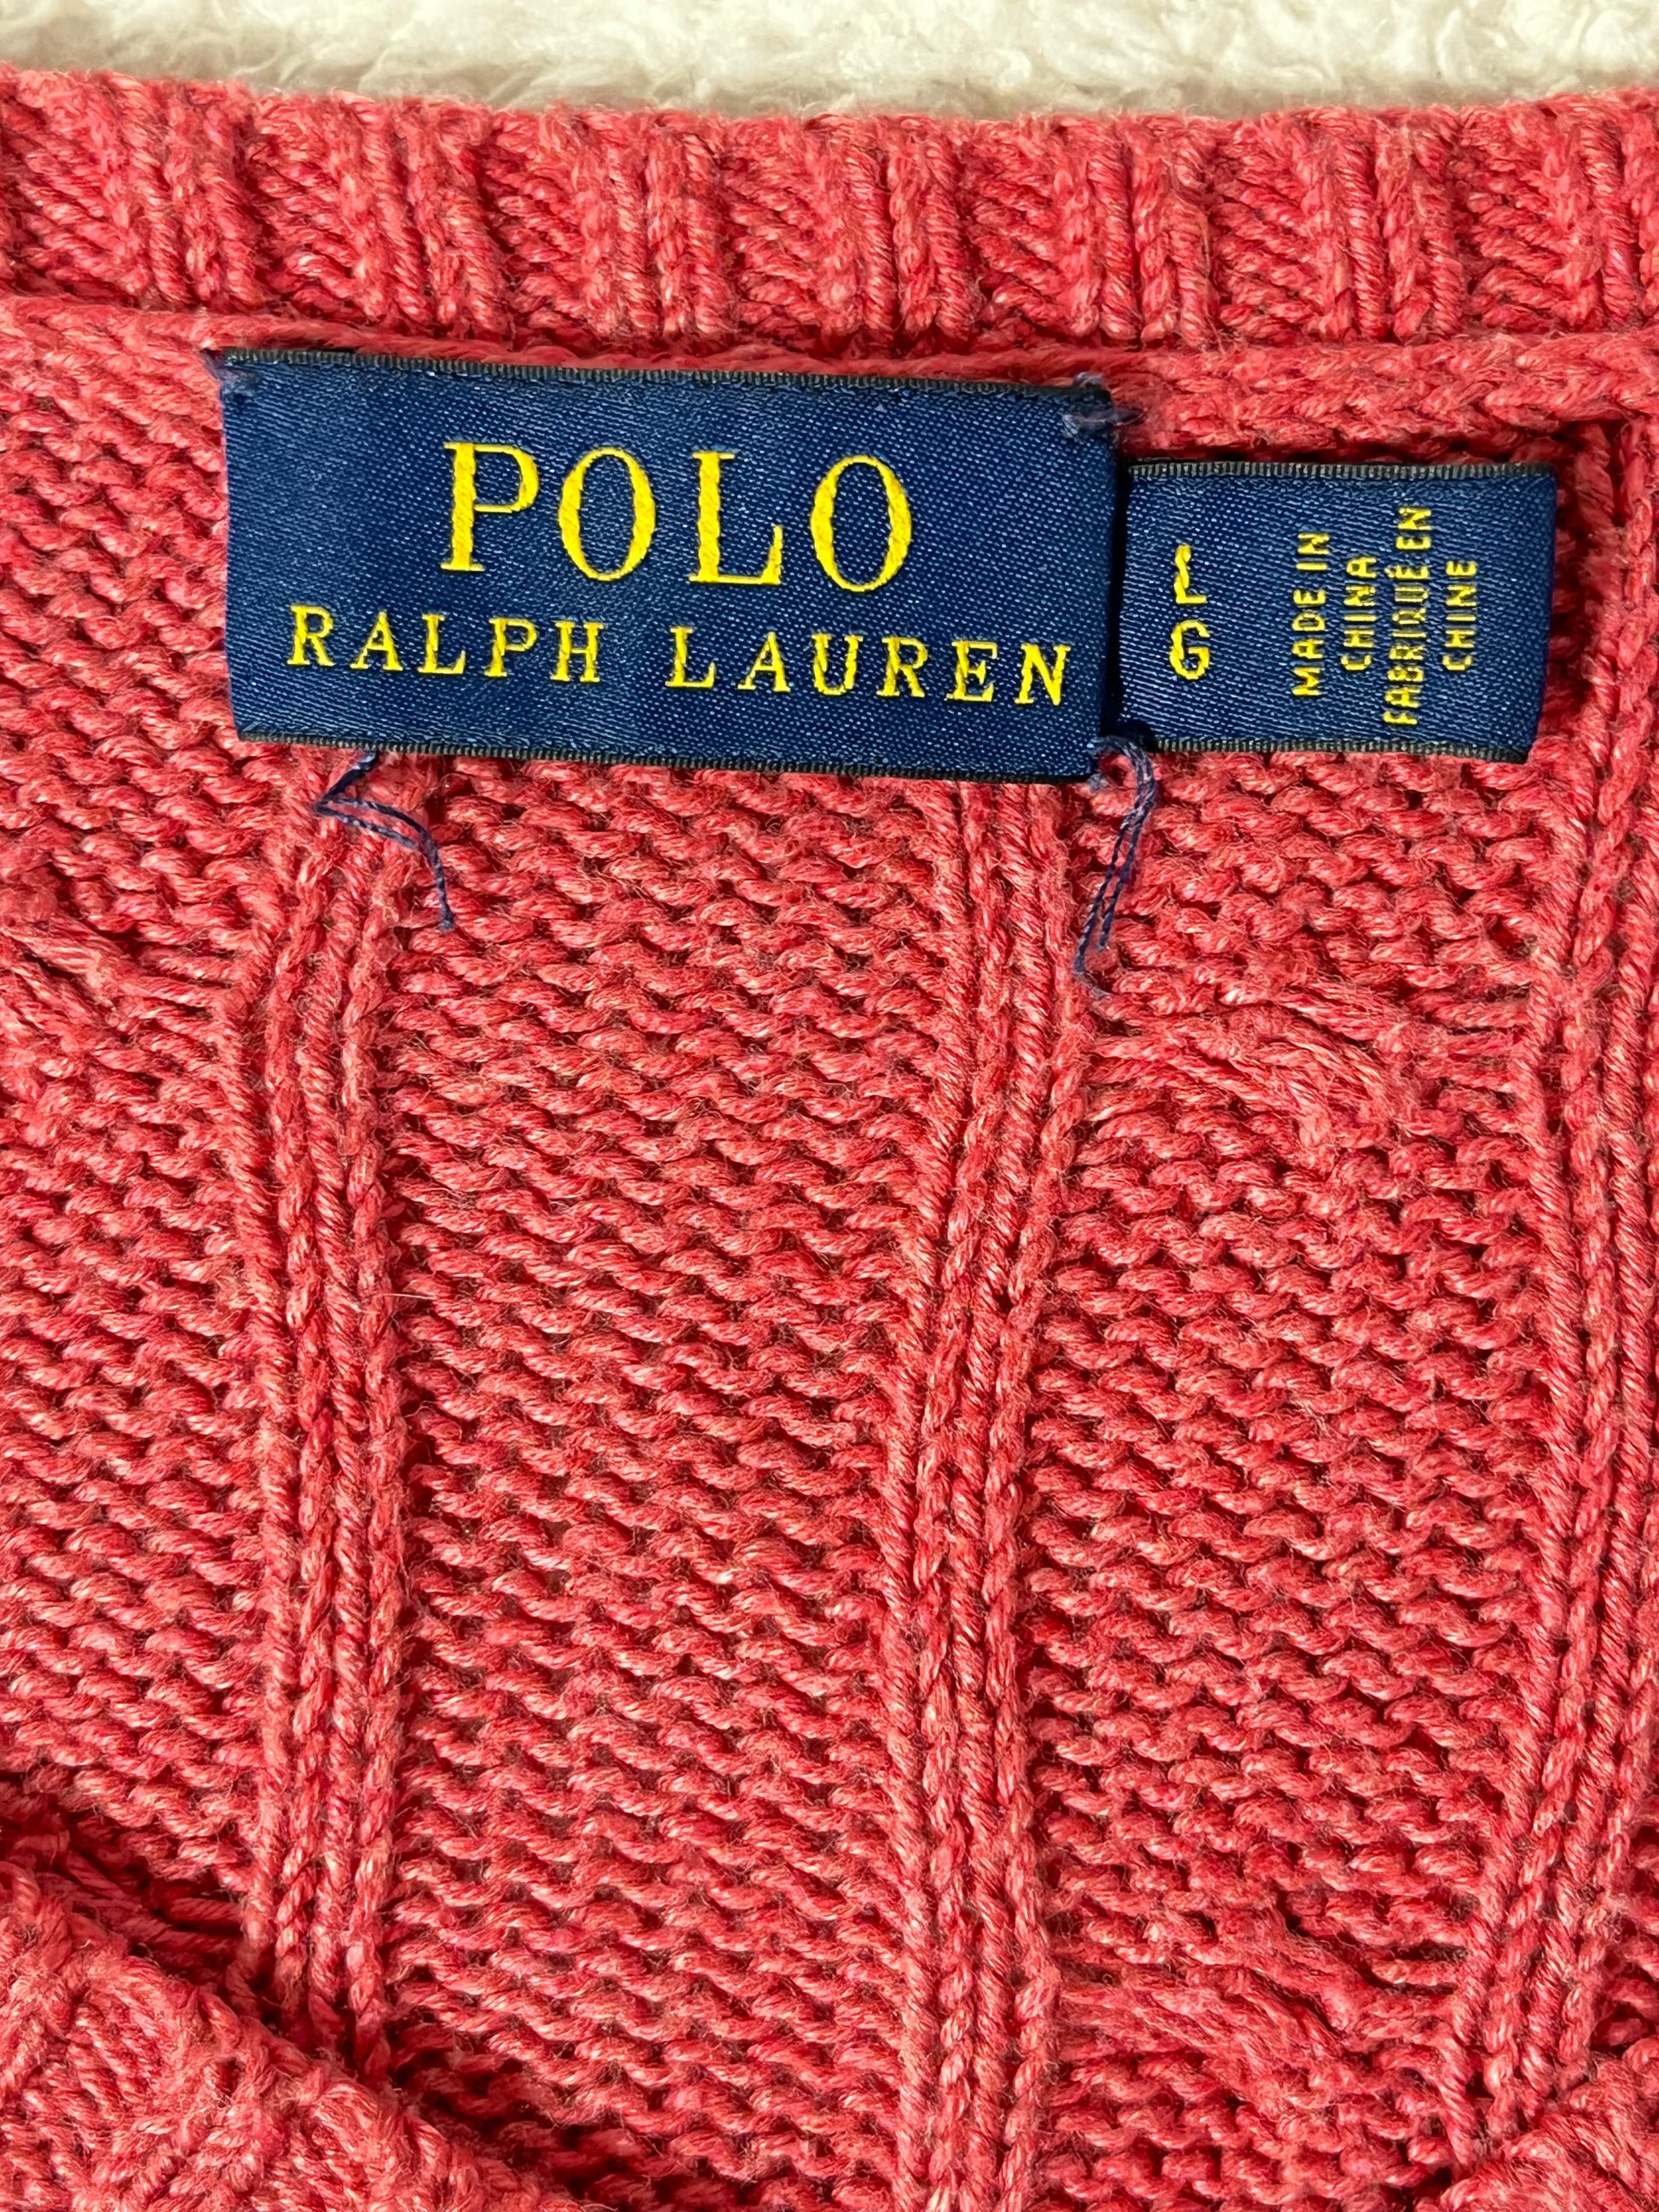 POLO
RALPH LAUREN
L
G
MADE IN
CHINA
FABRIQUÉ EN
CHINE